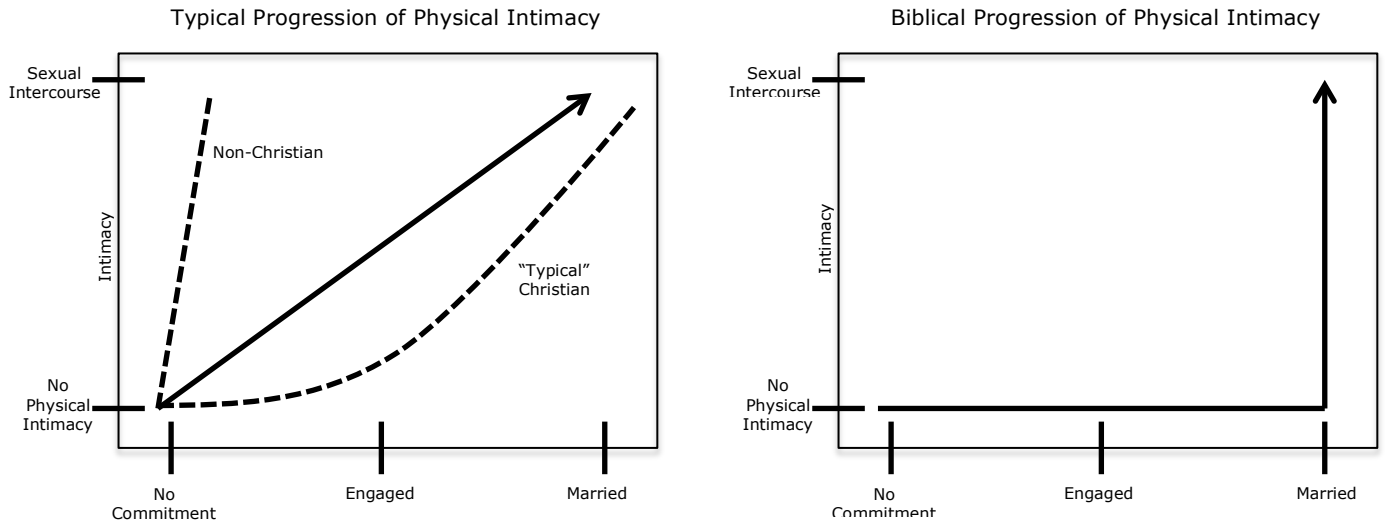 Typical Progression of Physical Intimacy
Sexual
Intercourse
Non-Christian
Intimacy
“Typical”
Christian
No
Physical
Intimacy
No
Commitment
Engaged
Married
Biblical Progression of Physical Intimacy
Sexual
Intercourse
Intimacy
No
Physical
Intimacy
No
Commitment
Engaged
Married